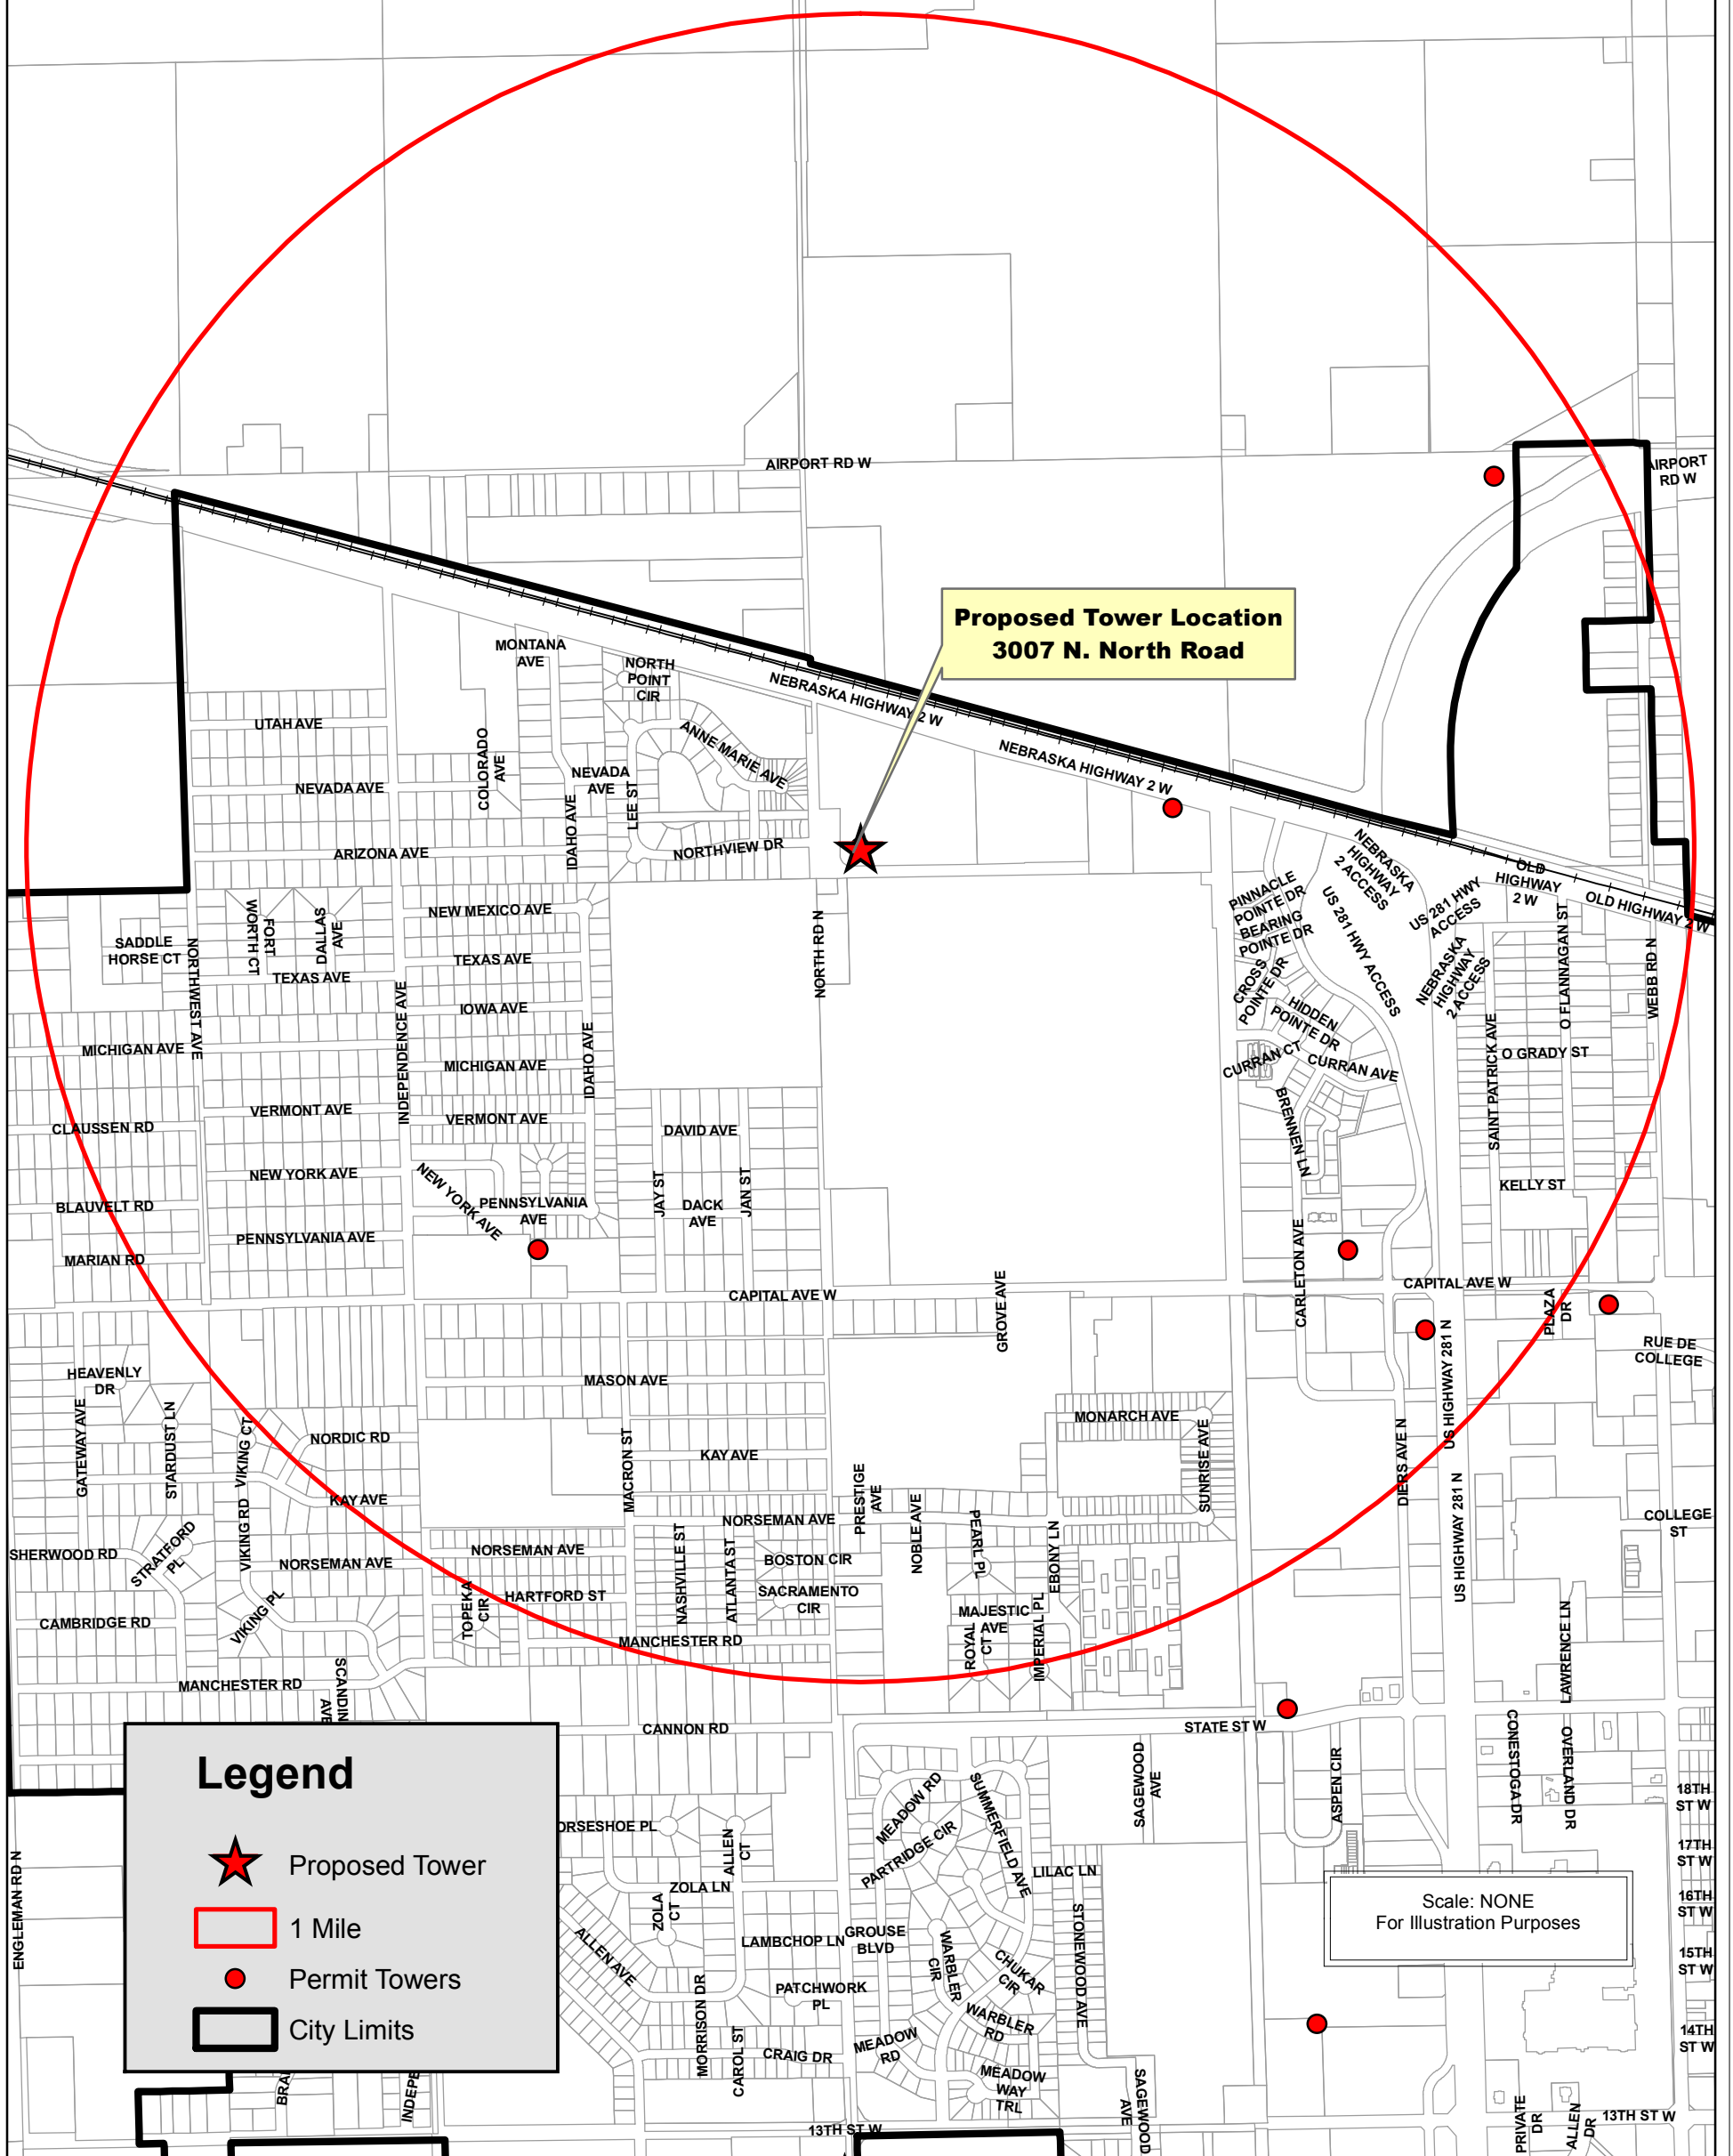 AIRPORT RD W
AIRPORT
RD W
Proposed Tower Location
3007 N. North Road
MONTANA
AVE
NORTH
POINT
CIR
NEBRASKA HIGHWAY 2 W
NEBRASKA HIGHWAY 2 W
UTAH AVE
COLORADO
AVE
ANNE MARIE AVE
NEVADA AVE
NEVADA
AVE
LEE ST
IDAHO AVE
ARIZONA AVE
NORTHVIEW DR
NEBRASKA
HIGHWAY
2 ACCESS
OLD
HIGHWAY
2 W
OLD HIGHWAY 2 W
PINNACLE
POINTE DR
BEARING
POINTE DR
US 281 HWY ACCESS
US 281 HWY
ACCESS
NEBRASKA
HIGHWAY
2 ACCESS
SADDLE
HORSE CT
NORTHWEST AVE
FORT
WORTH CT
DALLAS
AVE
NEW MEXICO AVE
TEXAS AVE
TEXAS AVE
IOWA AVE
NORTH RD N
CROSS
POINTE DR
HIDDEN
POINTE DR
O FLANNAGAN ST
WEBB RD N
MICHIGAN AVE
INDEPENDENCE AVE
MICHIGAN AVE
IDAHO AVE
CURRAN CT
CURRAN AVE
SAINT PATRICK AVE
O GRADY ST
VERMONT AVE
VERMONT AVE
CLAUSSEN RD
DAVID AVE
BRENNEN LN
NEW YORK AVE
NEW YORK AVE
PENNSYLVANIA
AVE
JAY ST
DACK
AVE
JAN ST
KELLY ST
BLAUVELT RD
PENNSYLVANIA AVE
MARIAN RD
CARLETON AVE
CAPITAL AVE W
CAPITAL AVE W
GROVE AVE
PLAZA
DR
RUE DE
COLLEGE
HEAVENLY
DR
MASON AVE
US HIGHWAY 281 N
GATEWAY AVE
STARDUST LN
VIKING CT
NORDIC RD
MONARCH AVE
SUNRISE AVE
DIERS AVE N
KAY AVE
MACRON ST
KAY AVE
US HIGHWAY 281 N
PRESTIGE
AVE
NOBLE AVE
PEARL PL
EBONY LN
COLLEGE
ST
NORSEMAN AVE
SHERWOOD RD
STRATFORD
PL
VIKING RD
NORSEMAN AVE
NORSEMAN AVE
NASHVILLE ST
ATLANTA ST
BOSTON CIR
HARTFORD ST
SACRAMENTO
CIR
TOPEKA
CIR
CAMBRIDGE RD
VIKING PL
MAJESTIC
AVE
ROYAL
CT
IMPERIAL PL
LAWRENCE LN
MANCHESTER RD
MANCHESTER RD
SCANDIN
AVE
CANNON RD
STATE ST W
CONESTOGA DR
OVERLAND DR
SAGEWOOD
AVE
ASPEN CIR
MEADOW RD
SUMMERFIELD AVE
18TH
ST W
ORSESHOE PL
ALLEN
CT
PARTRIDGE CIR
LILAC LN
17TH
ST W
ENGLEMAN RD N
ZOLA LN
ZOLA
CT
16TH
ST W
Scale: NONE
For Illustration Purposes
ALLEN AVE
LAMBCHOP LN
GROUSE
BLVD
WARBLER
CIR
CHUKAR
CIR
STONEWOOD AVE
15TH
ST W
PATCHWORK
PL
MORRISON DR
WARBLER
RD
14TH
ST W
MEADOW
RD
CRAIG DR
CAROL ST
MEADOW
WAY
TRL
SAGEWOOD
AVE
BRA
INDEPE
13TH ST W
PRIVATE
DR
ALLEN
DR
13TH ST W
Legend
Proposed Tower
1 Mile
Permit Towers
City Limits